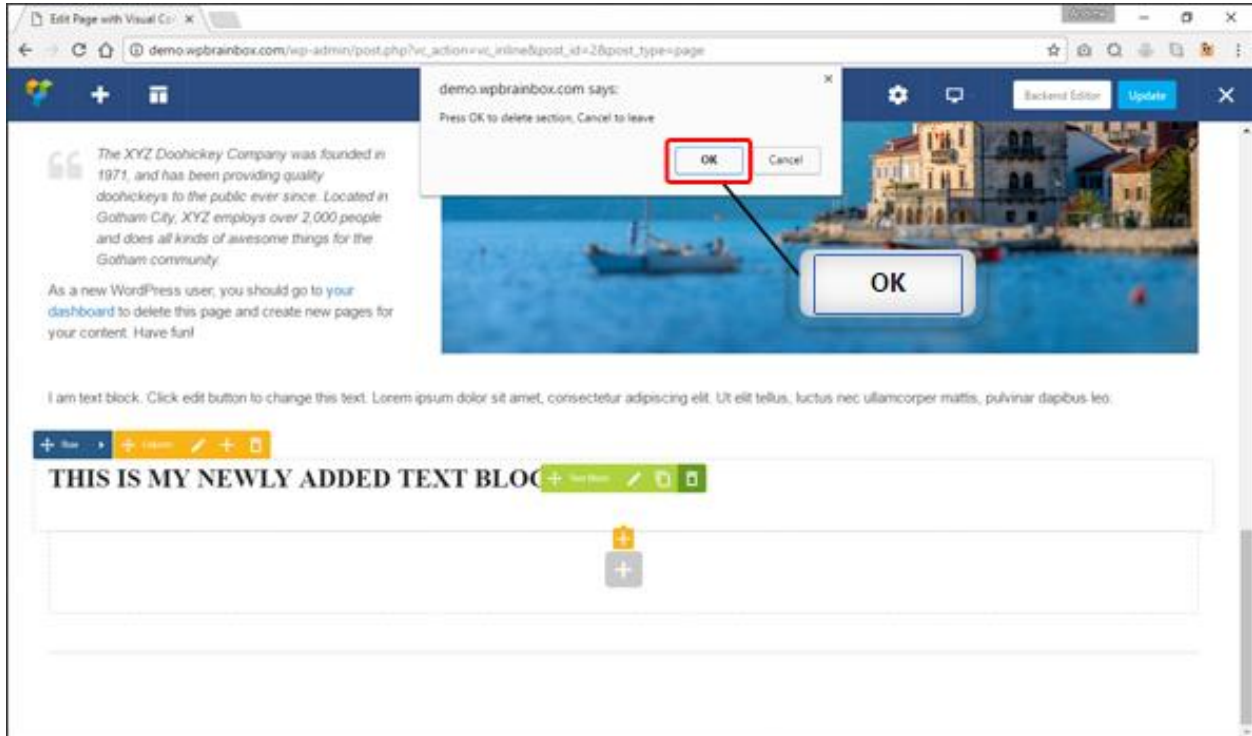 Edit Page with Visual Co
demo.wpbrainbox.com/wp-admin/post.php?vc_action=vc_inline&post_id=2&post_type=page
demo.wpbrainbox.com says:
Press OK to delete section, Cancel to leave
OK
Cancel
Backend Editor
Update
The XYZ Doohickey Company was founded in
1971, and has been providing quality
doohickeys to the public ever since. Located in
Gotham City, XYZ employs over 2,000 people
and does all kinds of awesome things for the
Gotham community.
As a new WordPress user, you should go to your
dashboard to delete this page and create new pages for
your content. Have fun!
OK
I am text block. Click edit button to change this text. Lorem ipsum dolor sit amet, consectetur adipiscing elit. Ut elit tellus, luctus nec ullamcorper mattis, pulvinar dapibus leo.
Row
Column
THIS IS MY NEWLY ADDED TEXT BLOC
Text Block